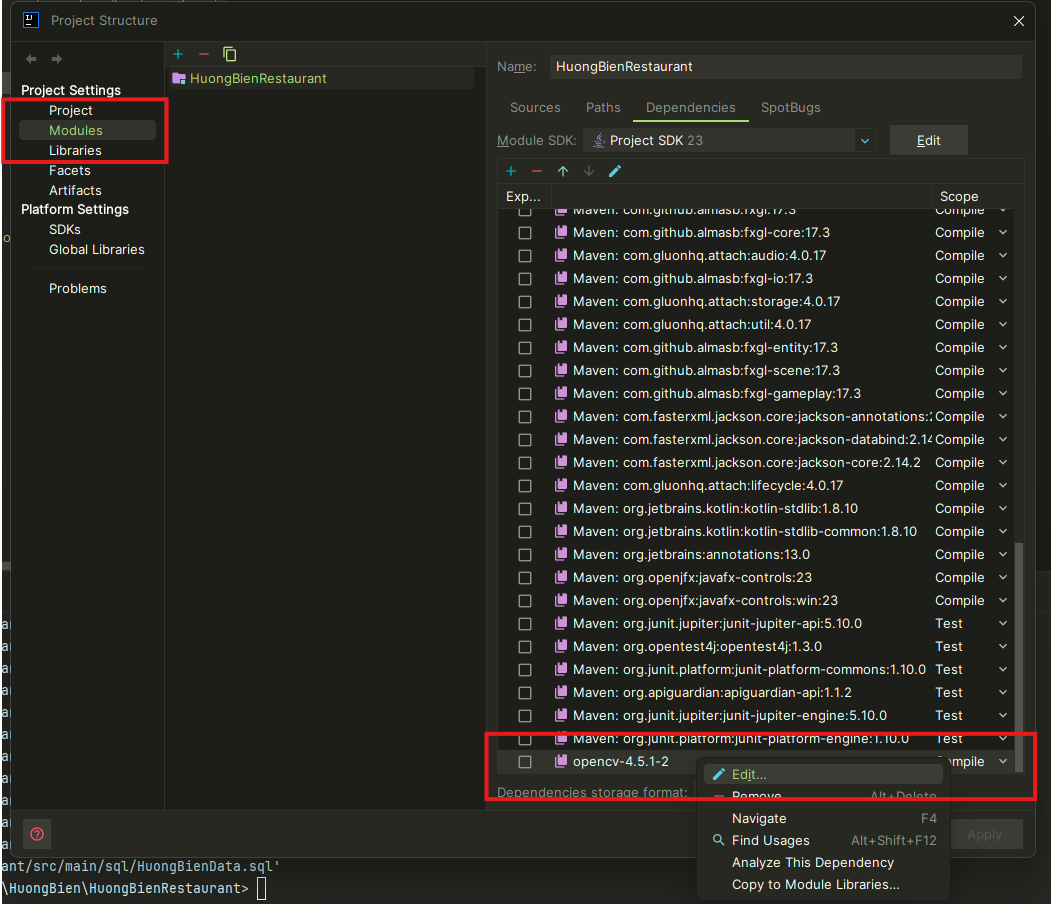 Project Structure
Project Settings
Project
Modules
Libraries
Facets
Artifacts
Platform Settings
SDKs
Global Libraries
Problems
HuongBienRestaurant
Name: HuongBienRestaurant
Sources Paths Dependencies SpotBugs
Module SDK: Project SDK 23 Edit
Exp... Scope
Maven: com.github.almasb:fxgl:17.3 Compile
Maven: com.github.almasb:fxgl-core:17.3 Compile
Maven: com.gluonhq.attach:audio:4.0.17 Compile
Maven: com.github.almasb:fxgl-io:17.3 Compile
Maven: com.gluonhq.attach:storage:4.0.17 Compile
Maven: com.gluonhq.attach:util:4.0.17 Compile
Maven: com.github.almasb:fxgl-entity:17.3 Compile
Maven: com.github.almasb:fxgl-scene:17.3 Compile
Maven: com.github.almasb:fxgl-gameplay:17.3 Compile
Maven: com.fasterxml.jackson.core:jackson-annotations:2 Compile
Maven: com.fasterxml.jackson.core:jackson-databind:2.14 Compile
Maven: com.fasterxml.jackson.core:jackson-core:2.14.2 Compile
Maven: com.gluonhq.attach:lifecycle:4.0.17 Compile
Maven: org.jetbrains.kotlin:kotlin-stdlib:1.8.10 Compile
Maven: org.jetbrains.kotlin:kotlin-stdlib-common:1.8.10 Compile
Maven: org.jetbrains:annotations:13.0 Compile
Maven: org.openjfx:javafx-controls:23 Compile
Maven: org.openjfx:javafx-controls:win:23 Compile
Maven: org.junit.jupiter:junit-jupiter-api:5.10.0 Test
Maven: org.opentest4j:opentest4j:1.3.0 Test
Maven: org.junit.platform:junit-platform-commons:1.10.0 Test
Maven: org.apiguardian:apiguardian-api:1.1.2 Test
Maven: org.junit.jupiter:junit-jupiter-engine:5.10.0 Test
Maven: org.junit.platform:junit-platform-engine:1.10.0 Test
opencv-4.5.1-2 mpile
Dependencies storage format:
Edit...
Remove Alt+Delete
Navigate F4
Find Usages Alt+Shift+F12
Analyze This Dependency
Copy to Module Libraries...
Apply
ant/src/main/sql/HuongBienData.sql'
\HuongBien\HuongBienRestaurant>